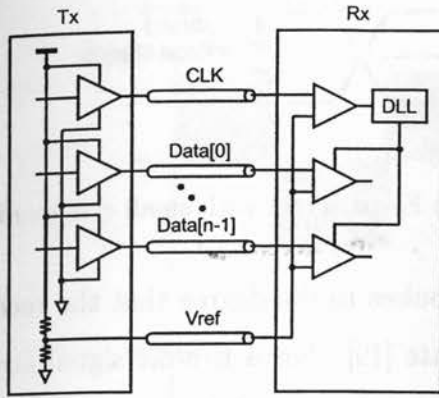 Tx
Rx
CLK
DLL
Data[0]
Data[n-1]
Vref